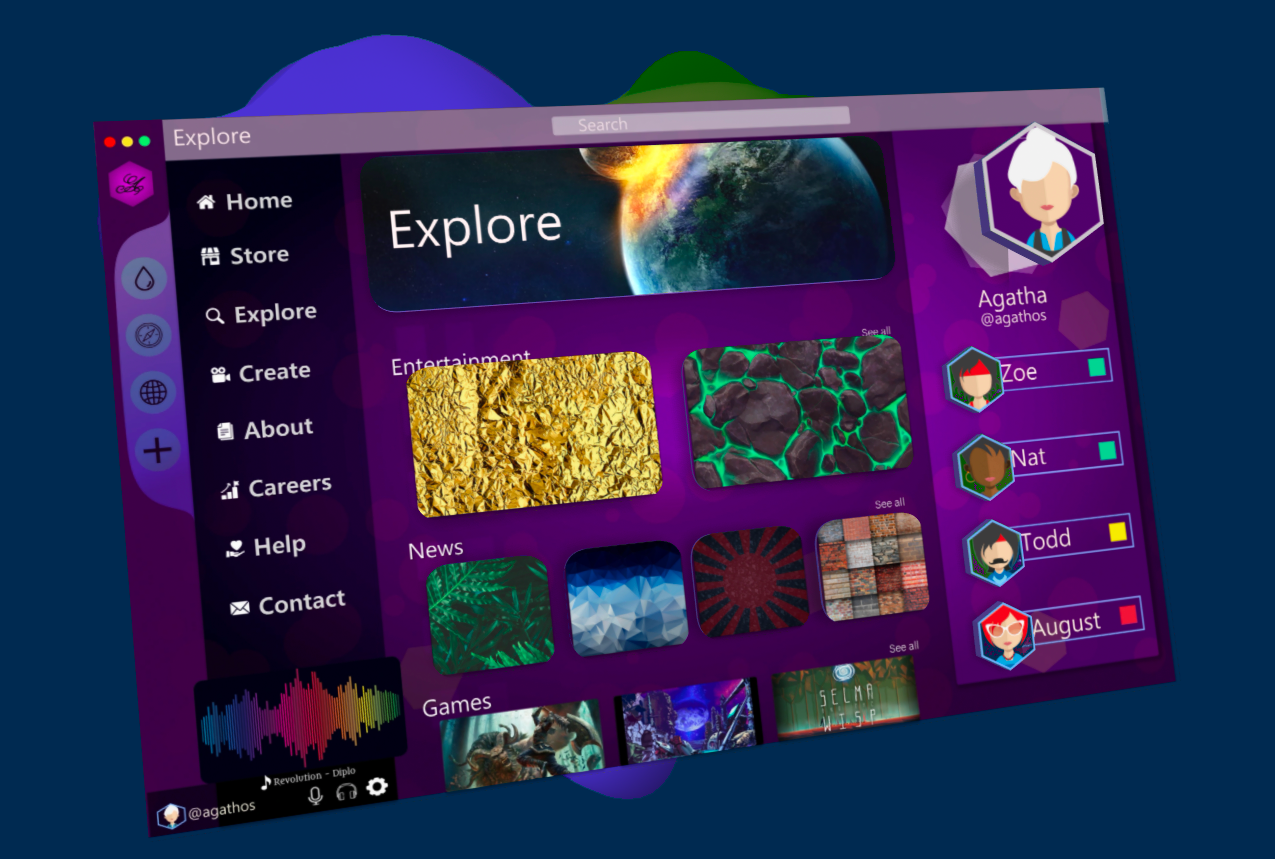 Explore
Search
Home
Store
Explore
Create
About
Careers
Help
Contact
Revolution - Diplo
@agathos
Explore
See all
Entertainment
See all
News
See all
Games
SELMA
WISP
Agatha
@agathos
Zoe
Nat
Todd
August